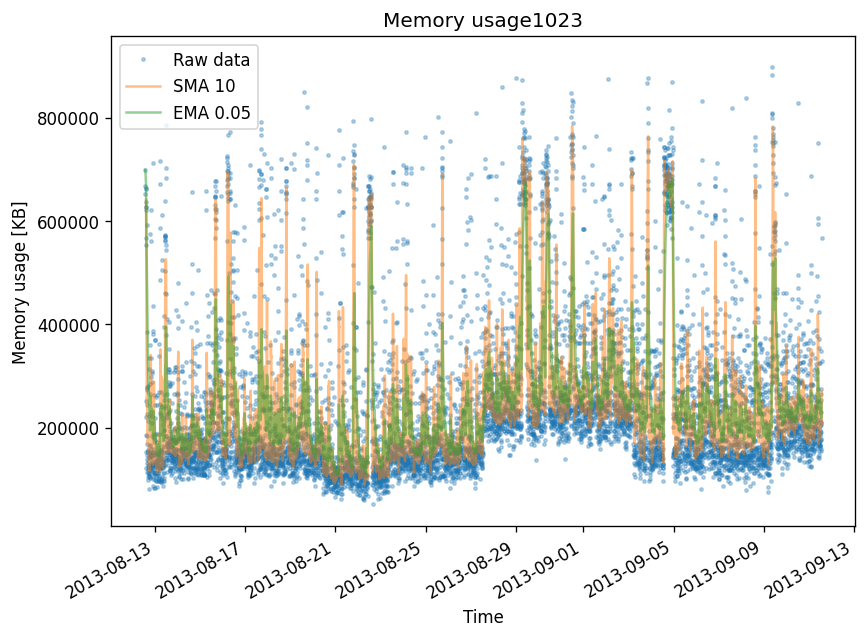 Memory usage1023
Raw data
SMA 10
EMA 0.05
Memory usage [KB]
800000
600000
400000
200000
2013-08-13
2013-08-17
2013-08-21
2013-08-25
2013-08-29
2013-09-01
2013-09-05
2013-09-09
2013-09-13
Time